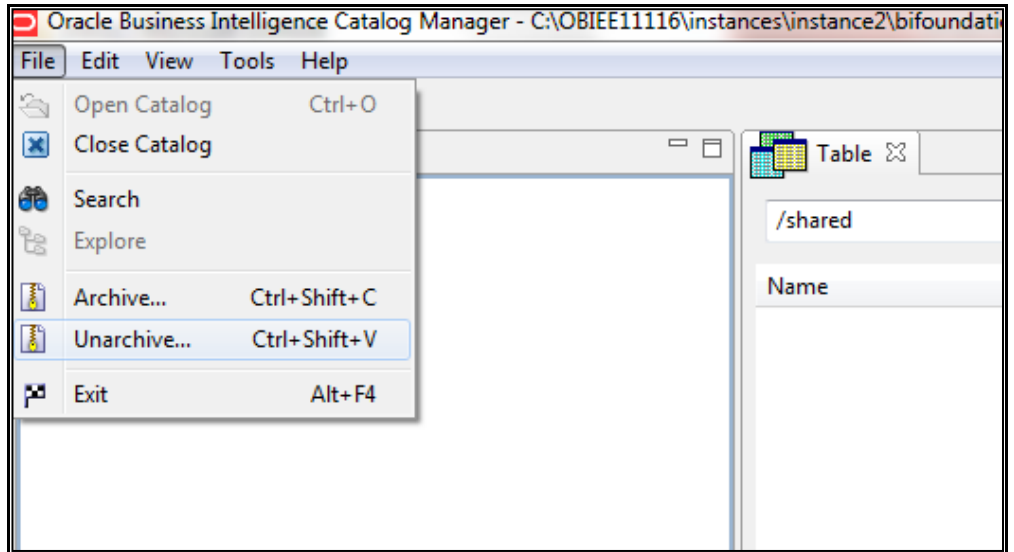 Oracle Business Intelligence Catalog Manager - C:\OBIEE11116\instances\instance2\bifoundati
File Edit View Tools Help
Open Catalog Ctrl+O
Close Catalog
Table
Search
/shared
Explore
Name
Archive... Ctrl+Shift+C
Unarchive... Ctrl+Shift+V
Exit Alt+F4